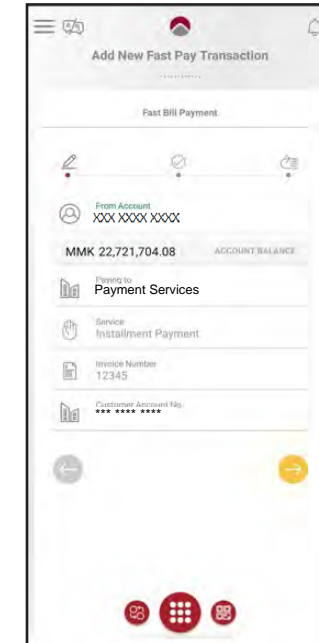 Add New Fast Pay Transaction
Fast Bill Payment
From Account
XXX XXXX XXXX
MMK 22,721,704.08 ACCOUNT BALANCE
Paying to
Payment Services
Service
Installment Payment
Invoice Number
12345
Customer Account No.
*** **** ****